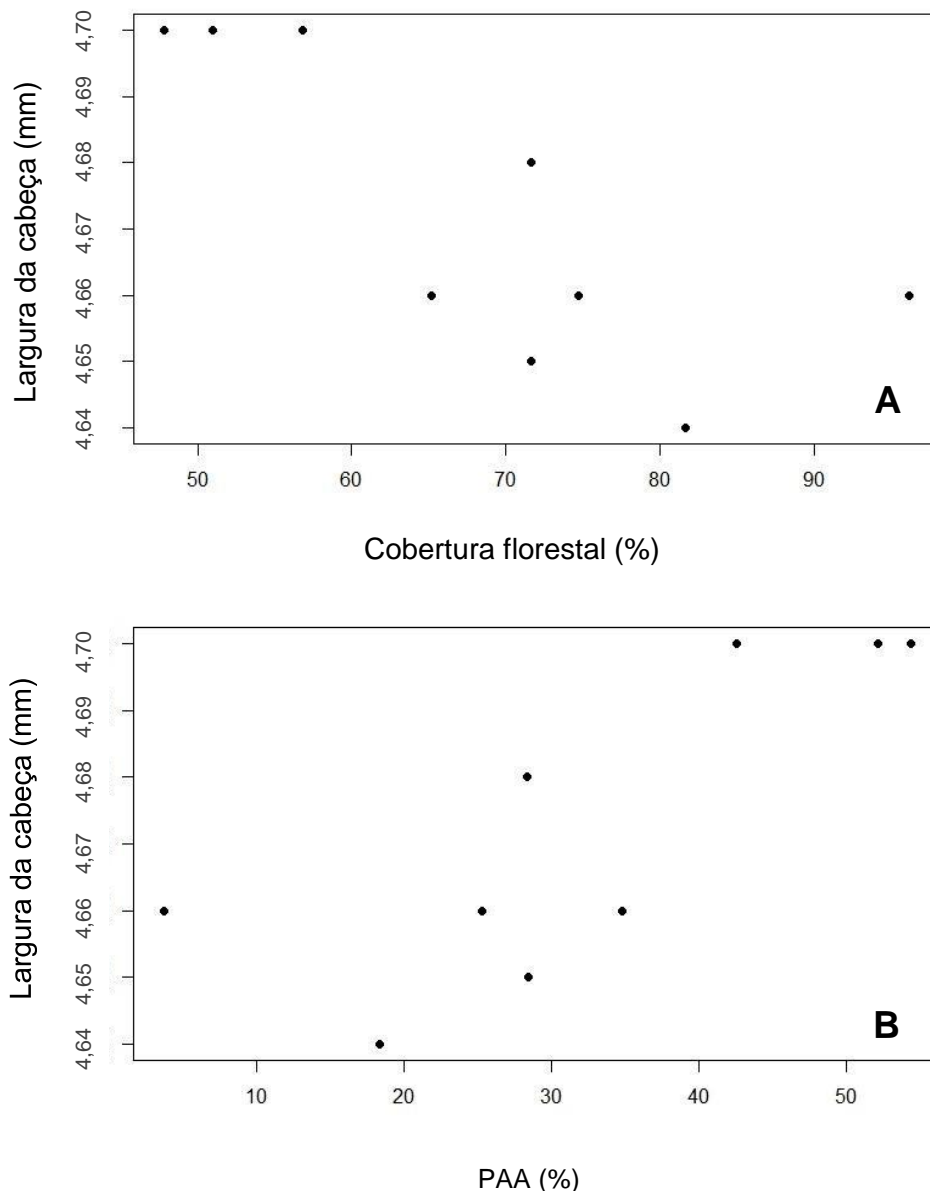 Largura da cabeça (mm)
4,70
4,69
4,68
4,67
4,66
4,65
4,64
A
50 60 70 80 90
Cobertura florestal (%)
Largura da cabeça (mm)
4,70
4,69
4,68
4,67
4,66
4,65
4,64
B
10 20 30 40 50
PAA (%)